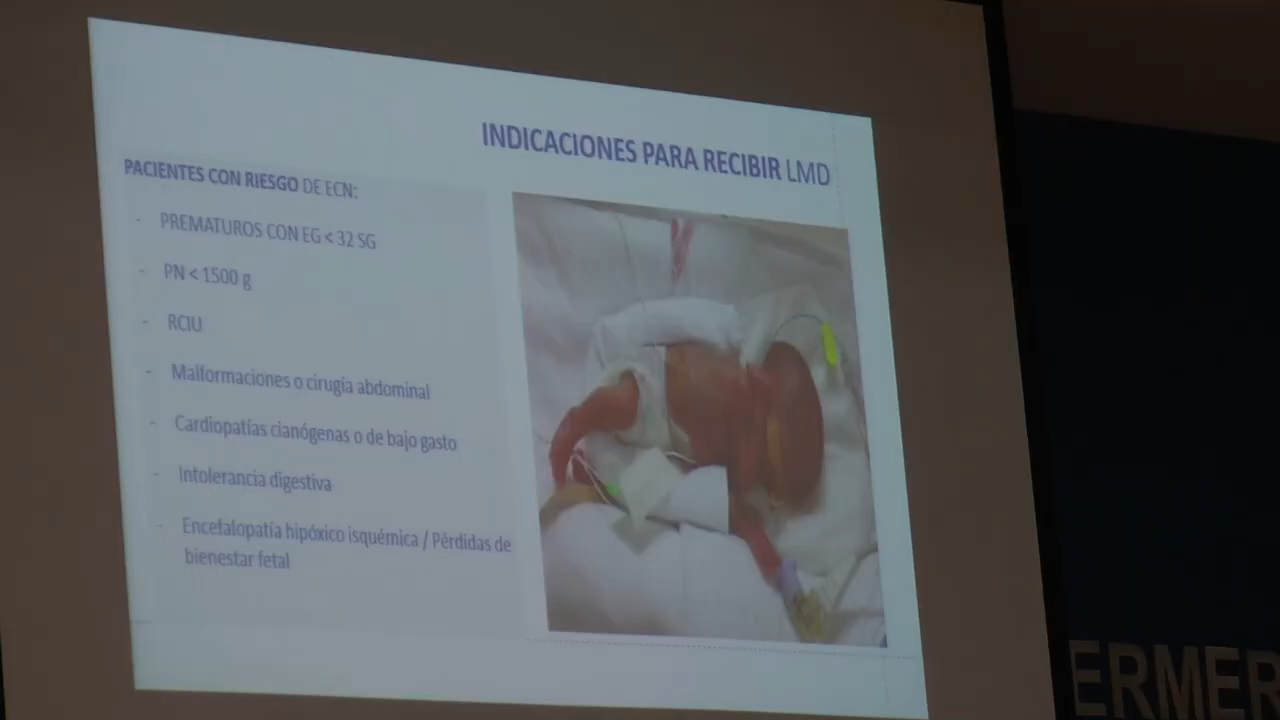 INDICACIONES PARA RECIBIR LMD
PACIENTES CON RIESGO DE ECN:
- PREMATUROS CON EG < 32 SG
- PN < 1500 g
- RCIU
- Malformaciones o cirugía abdominal
- Cardiopatías cianógenas o de bajo gasto
- Intolerancia digestiva
- Encefalopatía hipóxico isquémica / Pérdidas de
bienestar fetal
ERMER